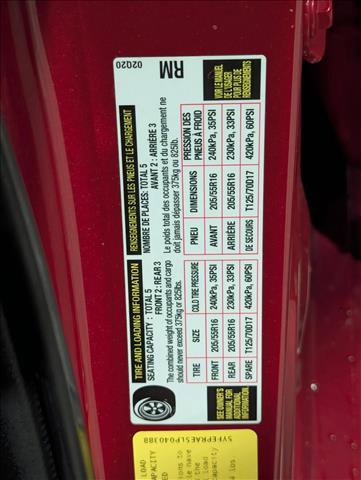 TIRE AND LOADING INFORMATION
SEATING CAPACITY : TOTAL 5
FRONT 2 : REAR 3
The combined weight of occupants and cargo
should never exceed 375kg or 825lbs.
TIRE SIZE COLD TIRE PRESSURE
FRONT 205/55R16 240kPa, 35PSI
REAR 205/55R16 230kPa, 33PSI
SPARE T125/70D17 420kPa, 60PSI
SEE OWNER'S
MANUAL FOR
ADDITIONAL
INFORMATION
RENSEIGNEMENTS SUR LES PNEUS ET LE CHARGEMENT
NOMBRE DE PLACES: TOTAL 5
AVANT 2 : ARRIÈRE 3
Le poids total des occupants et du chargement ne
doit jamais dépasser 375kg ou 825lb.
PNEU DIMENSIONS PRESSION DES
PNEUS À FROID
AVANT 205/55R16 240kPa, 35PSI
ARRIÈRE 205/55R16 230kPa, 33PSI
DE SECOURS T125/70D17 420kPa, 60PSI
VOIR LE MANUEL
DE L'USAGER
POUR PLUS DE
RENSEIGNEMENTS
02Q20
RM
5YFEPRAE5LP040388
LOAD
CAPACITY